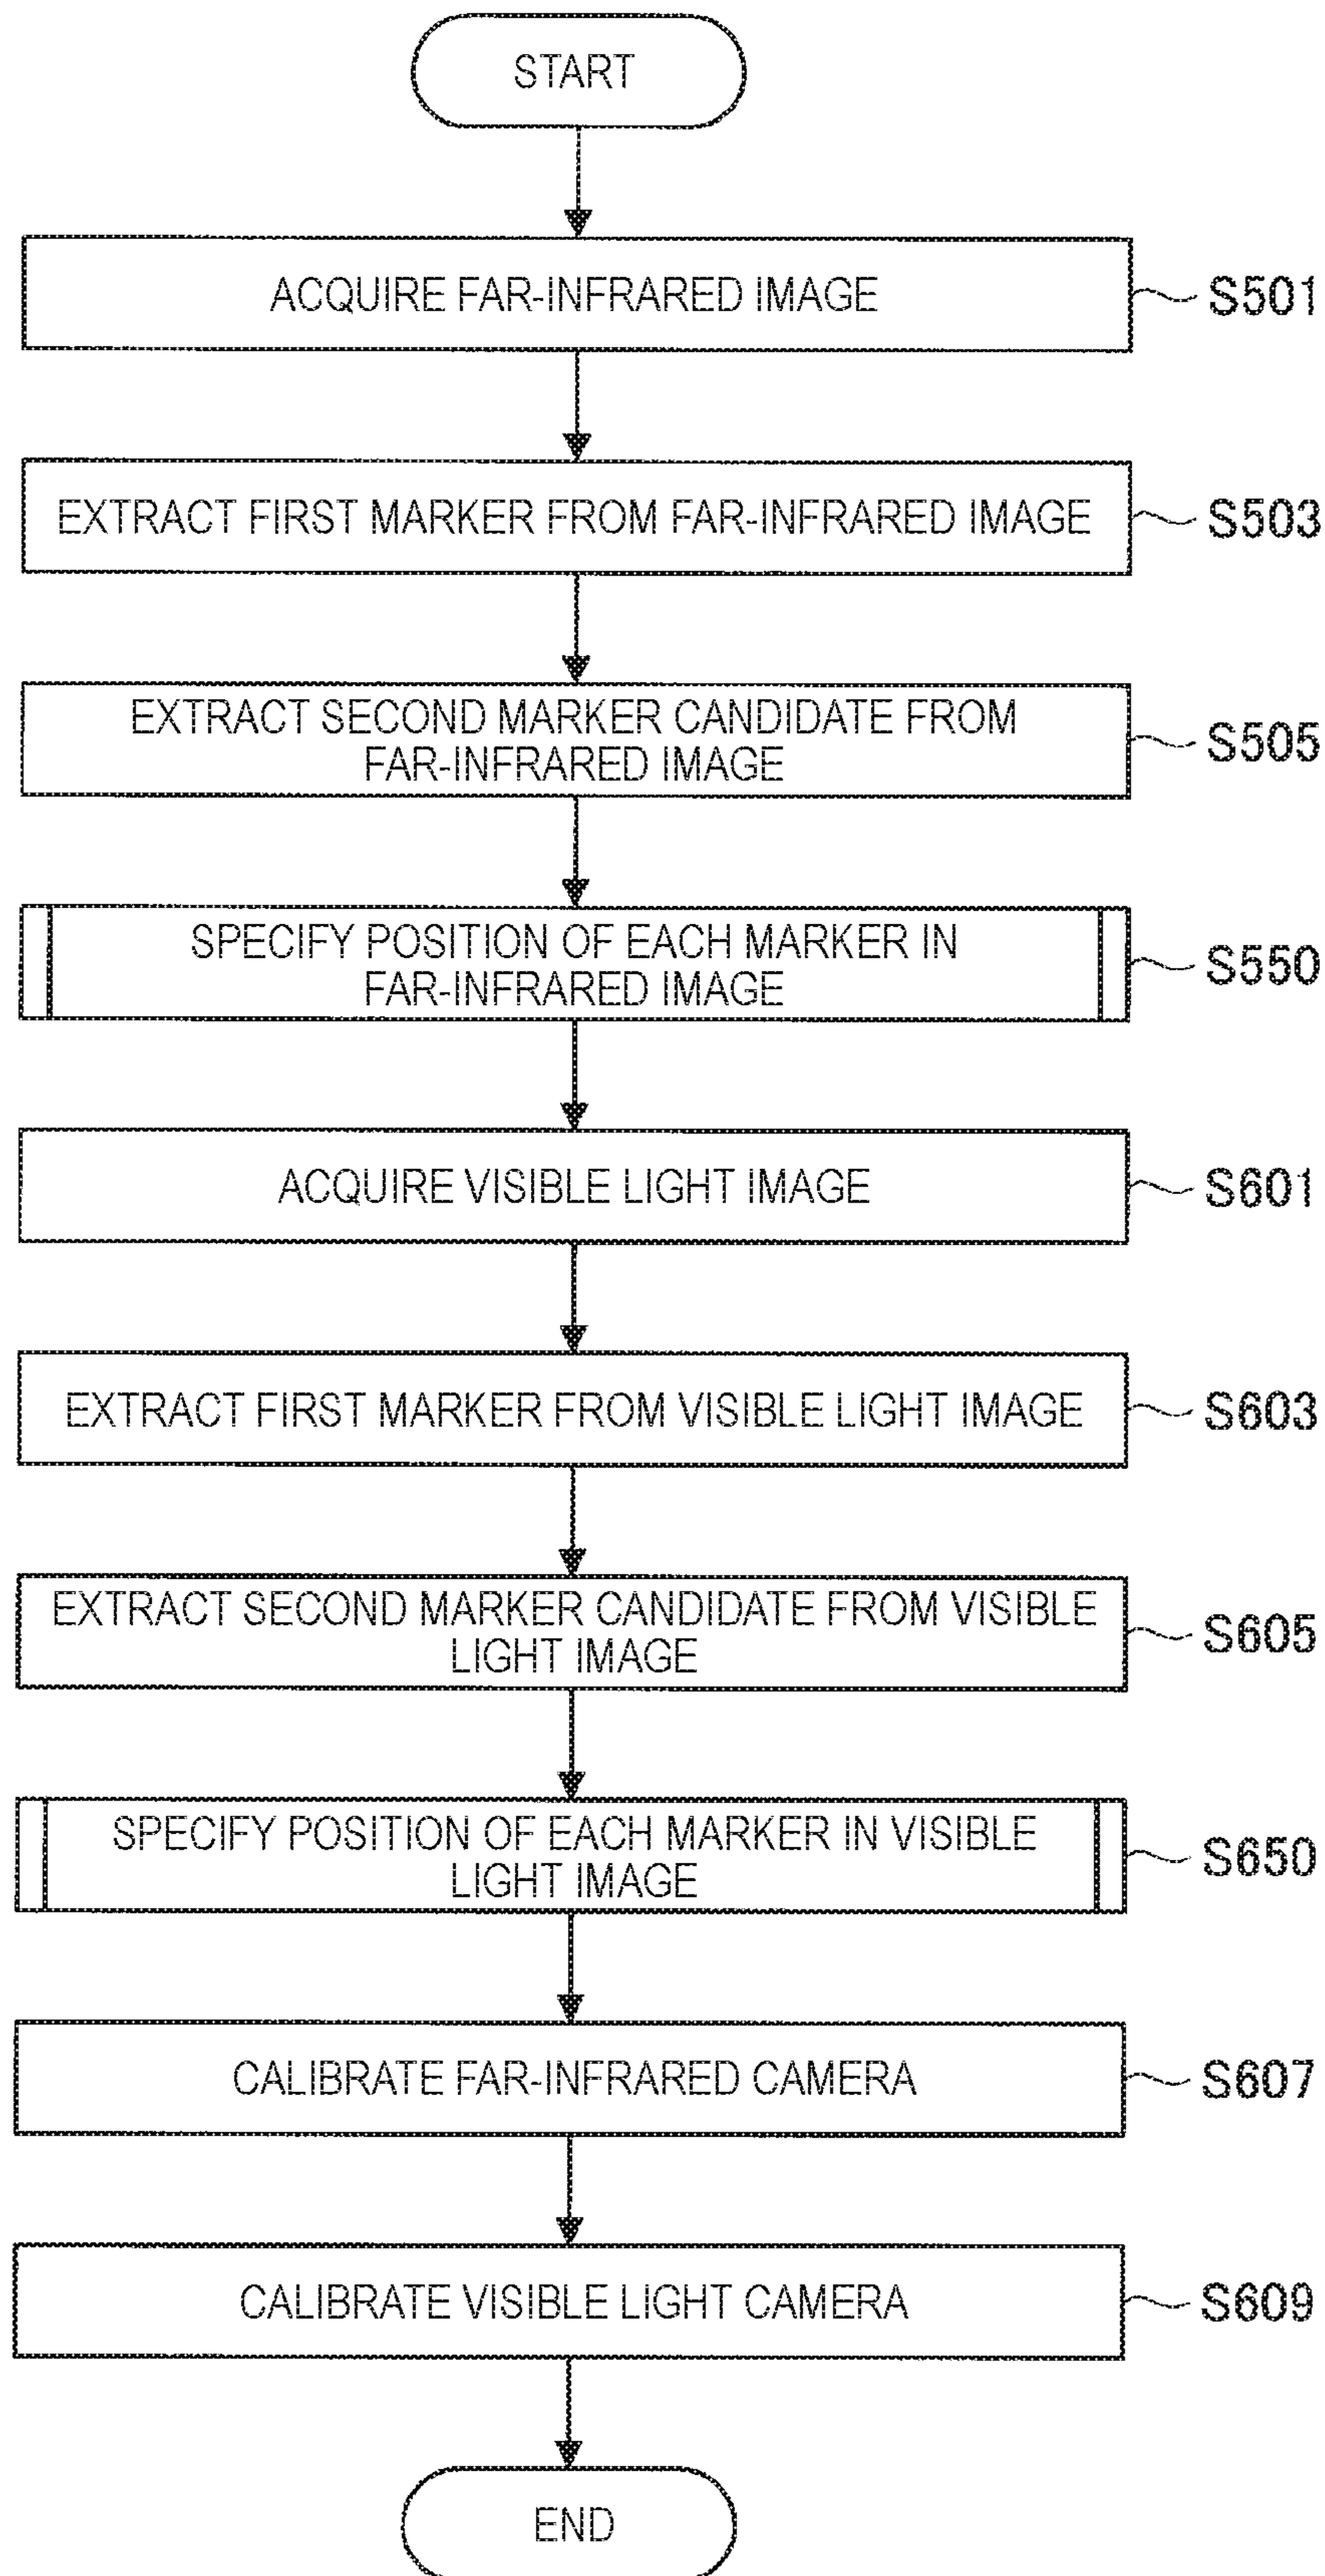 START
ACQUIRE FAR-INFRARED IMAGE
S501
EXTRACT FIRST MARKER FROM FAR-INFRARED IMAGE
S503
EXTRACT SECOND MARKER CANDIDATE FROM
FAR-INFRARED IMAGE
S505
SPECIFY POSITION OF EACH MARKER IN
FAR-INFRARED IMAGE
S550
ACQUIRE VISIBLE LIGHT IMAGE
S601
EXTRACT FIRST MARKER FROM VISIBLE LIGHT IMAGE
S603
EXTRACT SECOND MARKER CANDIDATE FROM VISIBLE
LIGHT IMAGE
S605
SPECIFY POSITION OF EACH MARKER IN VISIBLE
LIGHT IMAGE
S650
CALIBRATE FAR-INFRARED CAMERA
S607
CALIBRATE VISIBLE LIGHT CAMERA
S609
END